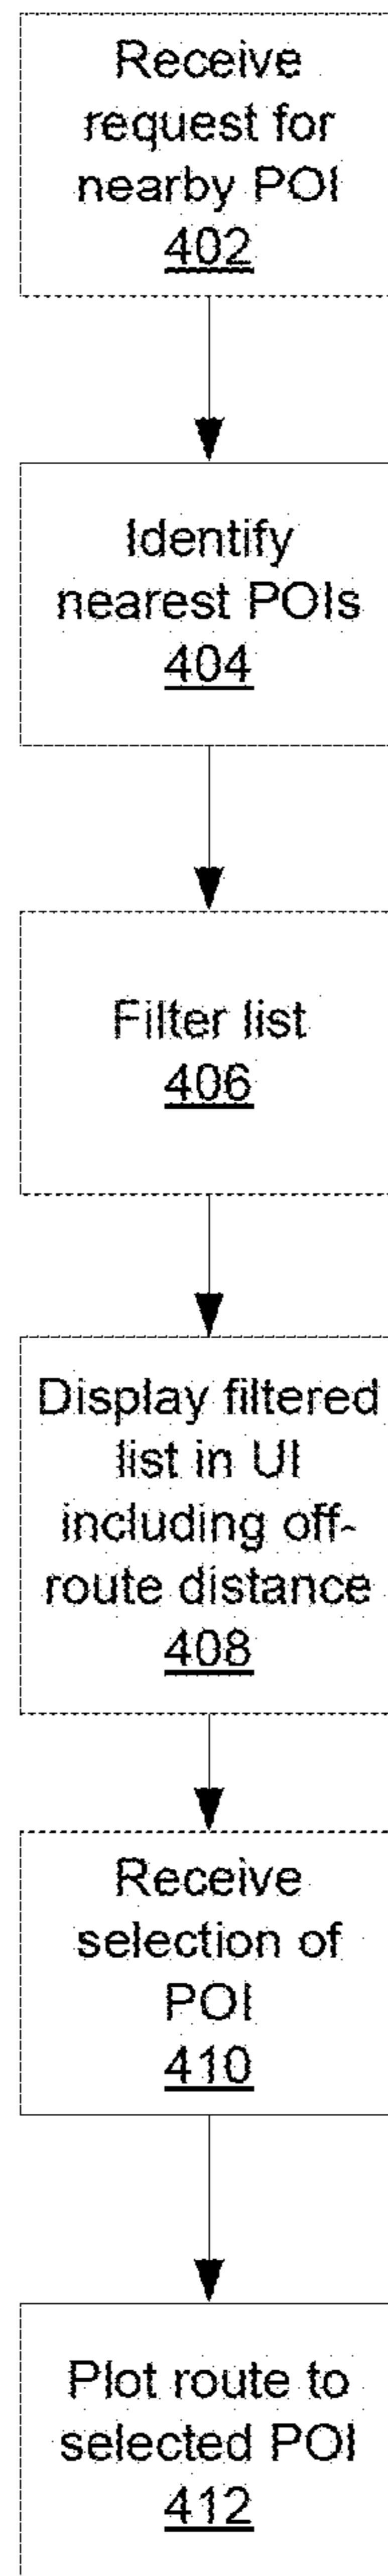 Receive
request for
nearby POI
402
Identify
nearest POIs
404
Filter list
406
Display filtered
list in UI
including off-
route distance
408
Receive
selection of
POI
410
Plot route to
selected POI
412